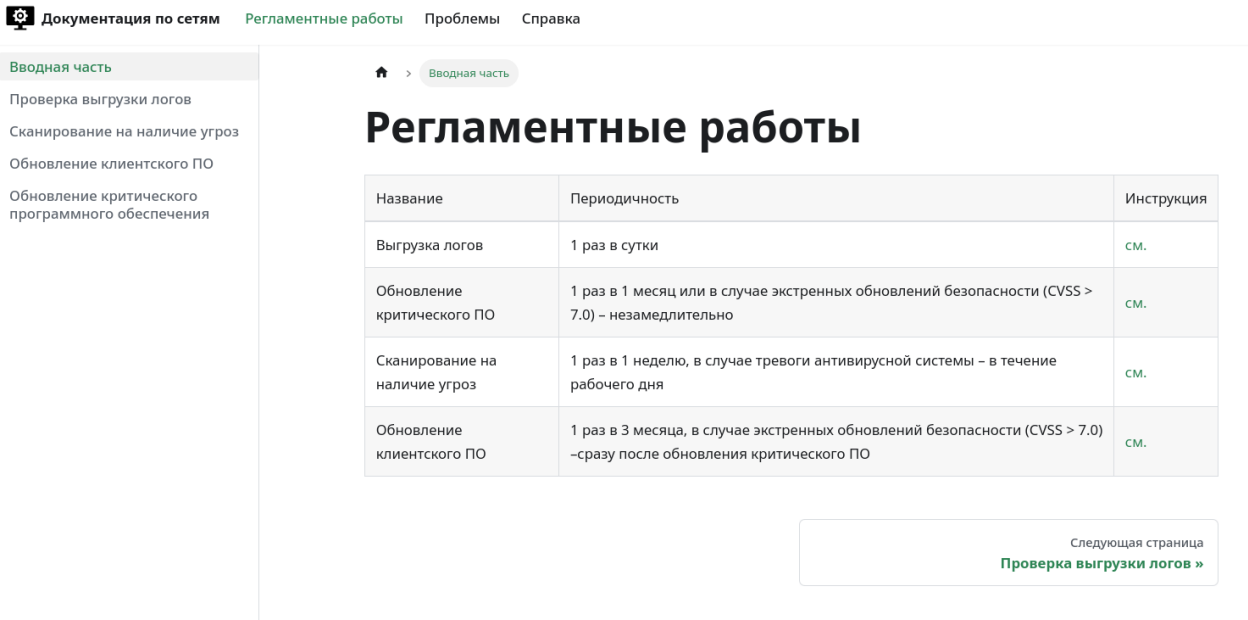 Документация по сетям
Регламентные работы
Проблемы
Справка
Вводная часть
Проверка выгрузки логов
Сканирование на наличие угроз
Обновление клиентского ПО
Обновление критического
программного обеспечения
Вводная часть
Регламентные работы
Название
Периодичность
Инструкция
Выгрузка логов
1 раз в сутки
см.
Обновление
критического ПО
1 раз в 1 месяц или в случае экстренных обновлений безопасности (CVSS >
7.0) – незамедлительно
см.
Сканирование на
наличие угроз
1 раз в 1 неделю, в случае тревоги антивирусной системы – в течение
рабочего дня
см.
Обновление
клиентского ПО
1 раз в 3 месяца, в случае экстренных обновлений безопасности (CVSS > 7.0)
–сразу после обновления критического ПО
см.
Следующая страница
Проверка выгрузки логов »